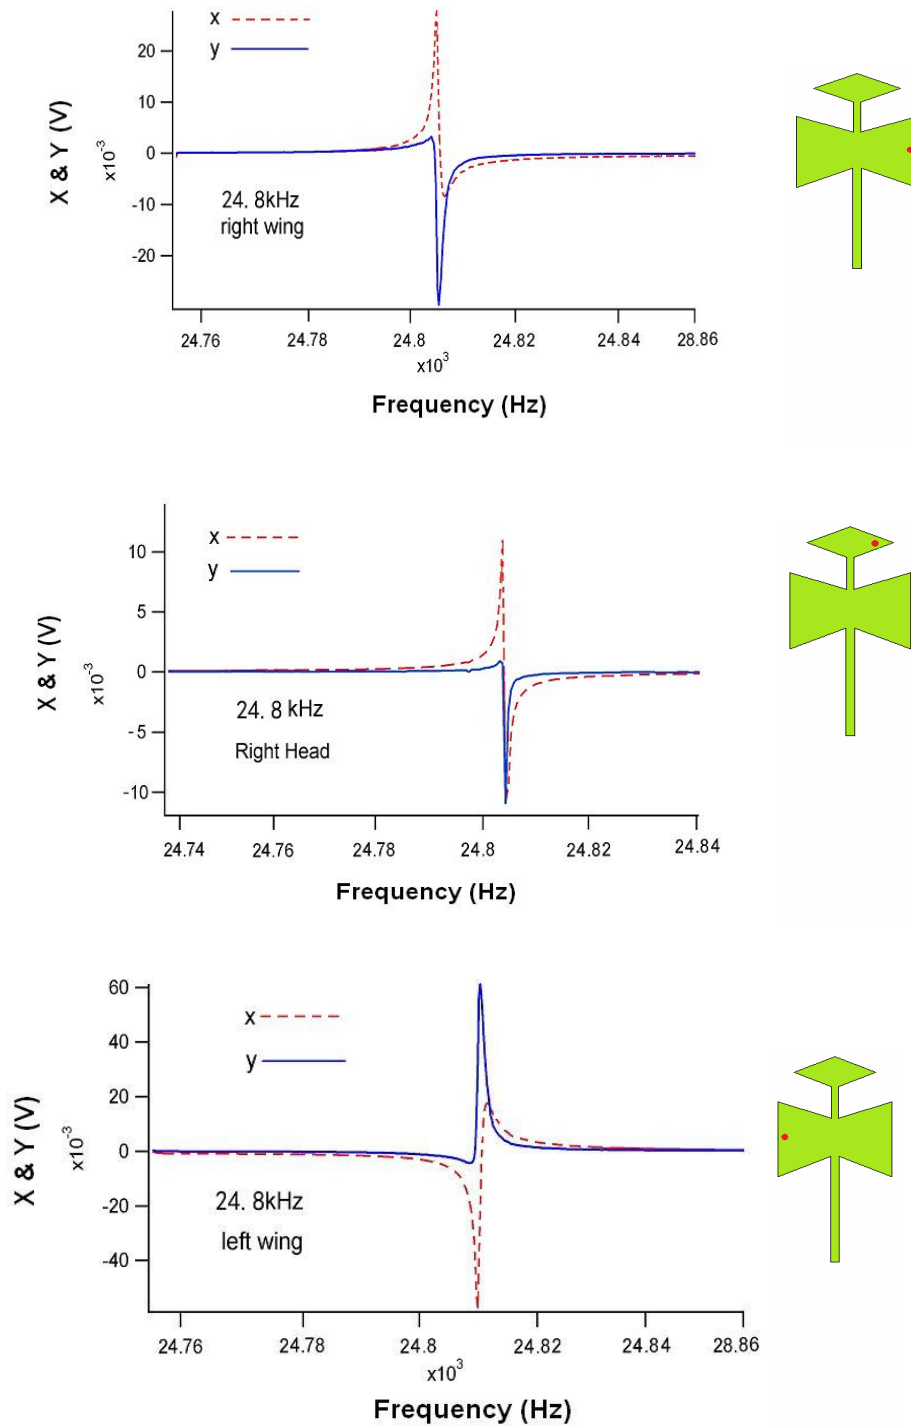 x
y
20
10
0
-10
-20
X & Y (V)
x10-3
24. 8kHz
right wing
24.76
24.78
24.8
24.82
24.84
28.86
x103
Frequency (Hz)
x
y
10
5
0
-5
-10
X & Y (V)
x10-3
24. 8 kHz
Right Head
24.74
24.76
24.78
24.8
24.82
24.84
Frequency (Hz)
x
y
60
40
20
0
-20
-40
X & Y (V)
x10-3
24. 8kHz
left wing
24.76
24.78
24.8
24.82
24.84
28.86
x103
Frequency (Hz)